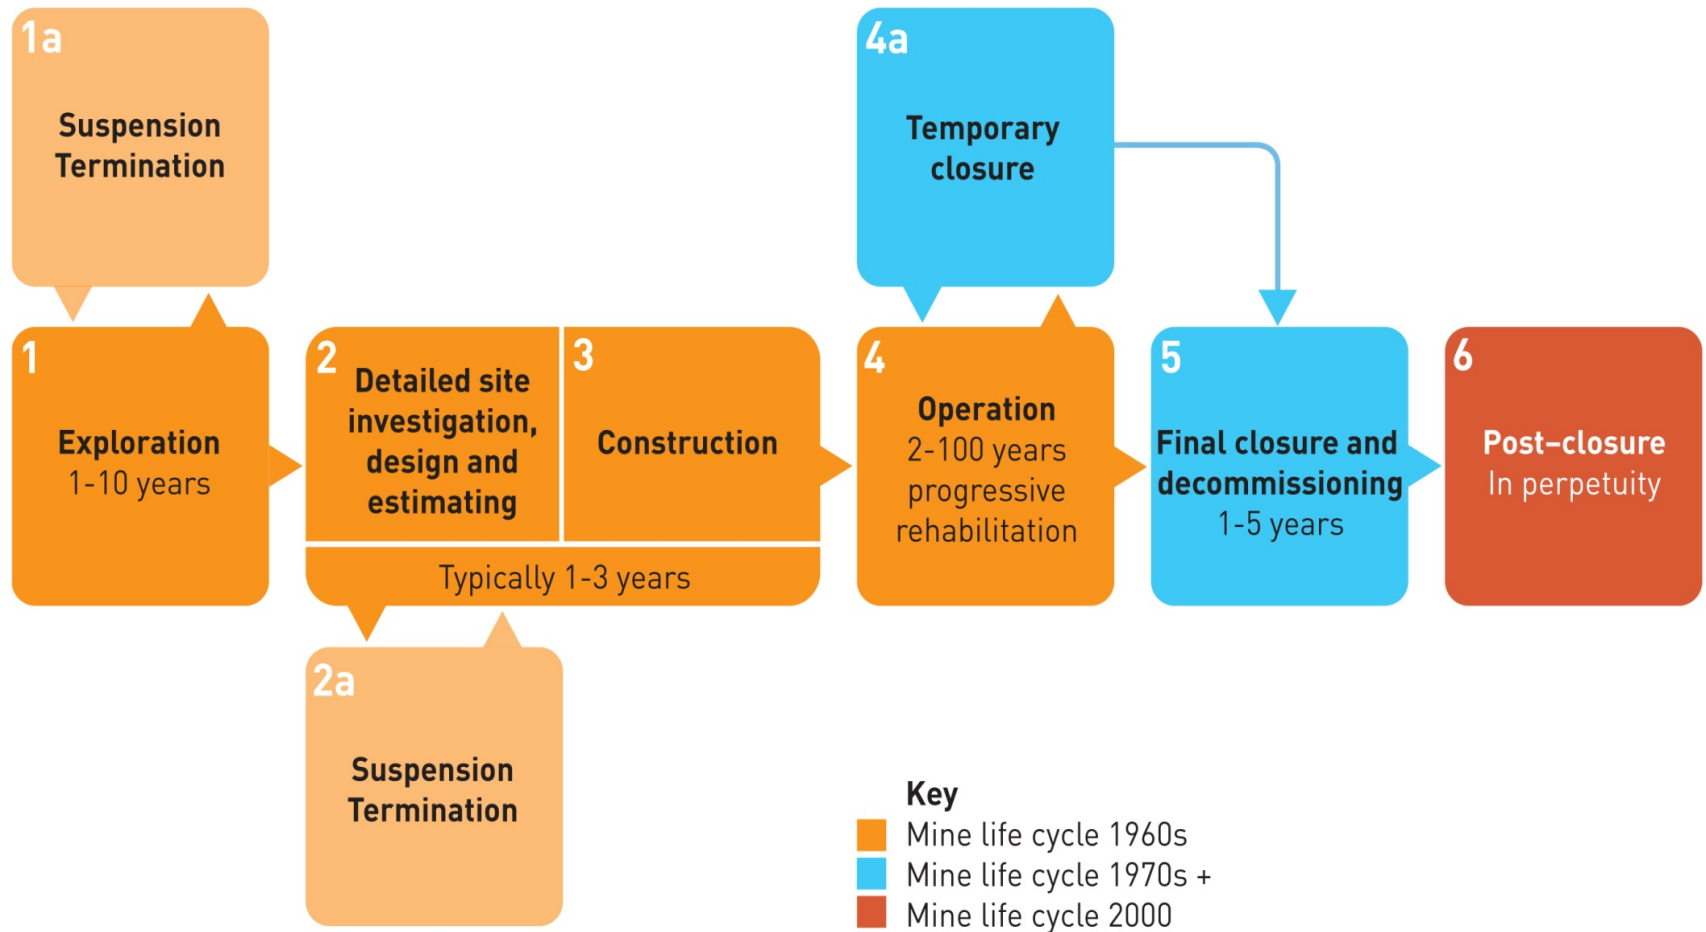 1a
Suspension
Termination
4a
Temporary
closure
1
Exploration
1-10 years
2
Detailed site
investigation,
design and
estimating
3
Construction
Typically 1-3 years
4
Operation
2-100 years
progressive
rehabilitation
5
Final closure and
decommissioning
1-5 years
6
Post–closure
In perpetuity
2a
Suspension
Termination
Key
Mine life cycle 1960s
Mine life cycle 1970s +
Mine life cycle 2000